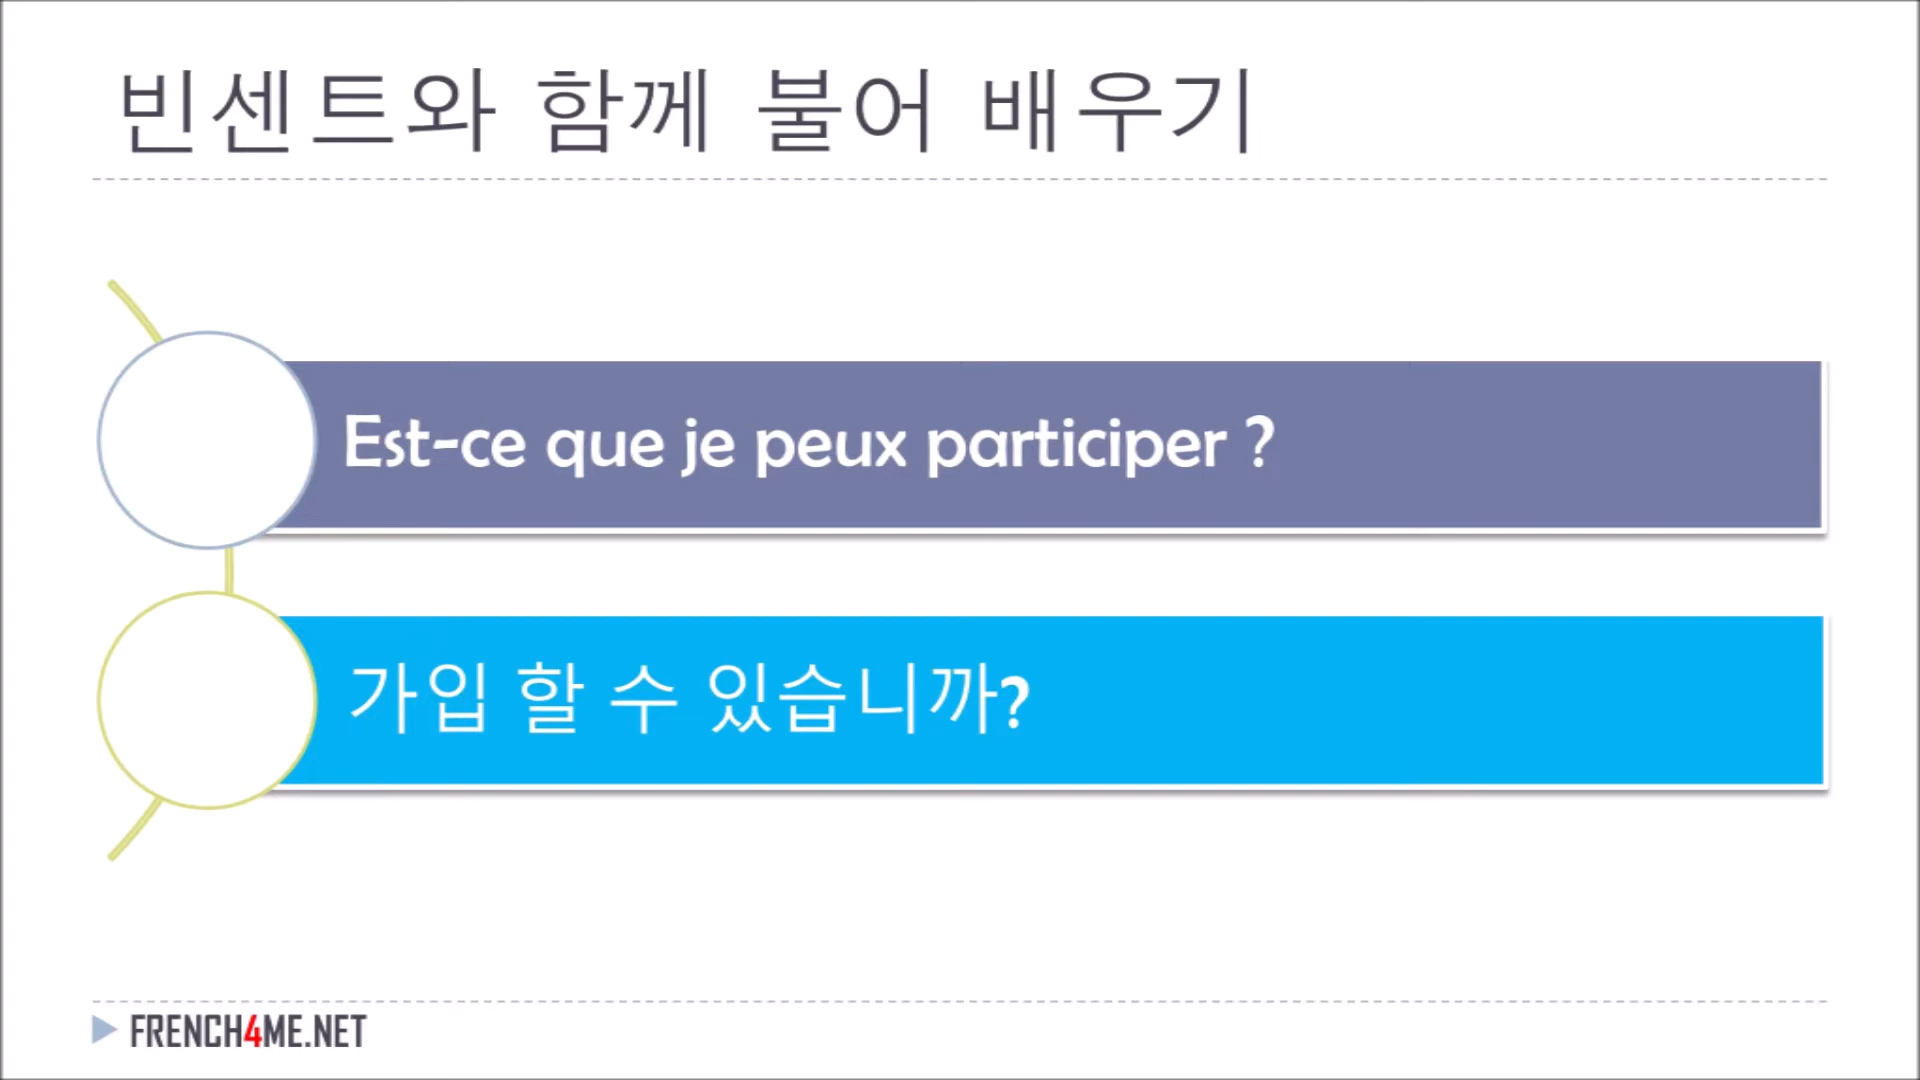 빈센트와 함께 불어 배우기
Est-ce que je peux participer ?
가입 할 수 있습니까?
FRENCH4ME.NET